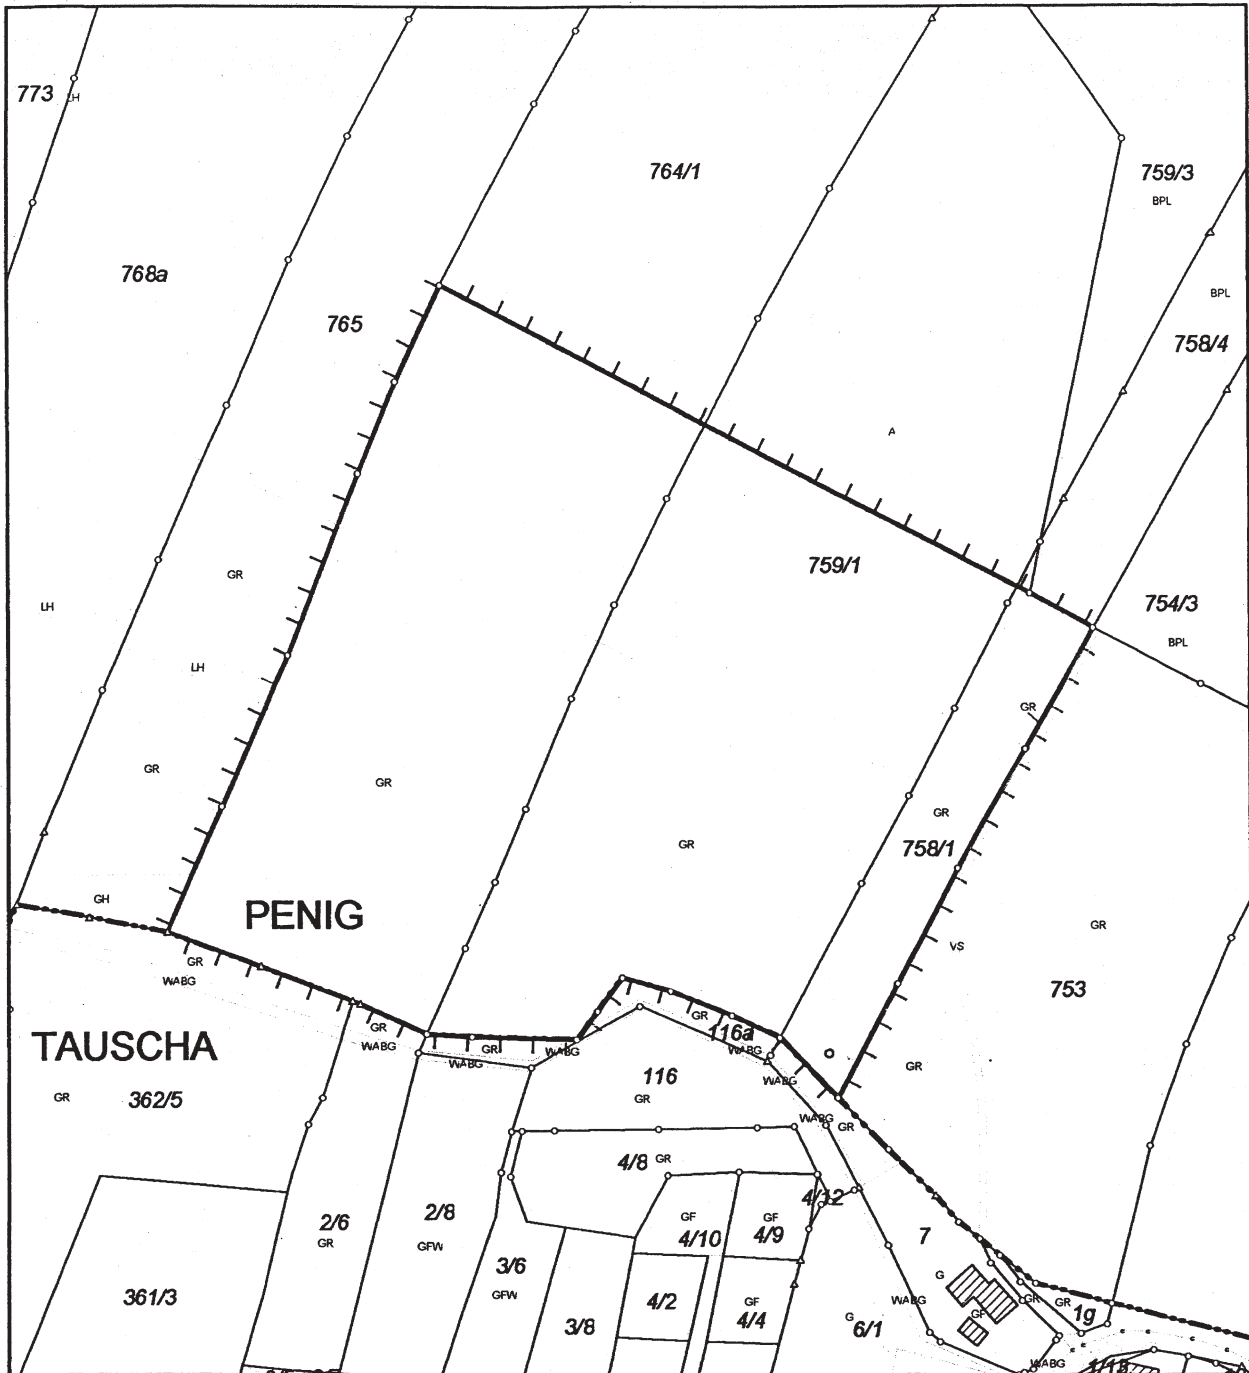 773
LH
764/1
759/3
BPL
768a
BPL
765
758/4
A
759/1
GR
754/3
LH
BPL
LH
GR
GR
GR
GR
758/1
GR
GH
PENIG
GR
VS
GR
WABG
753
GR
GR
116a
TAUSCHA
WABG
GR
WABG
WABG
WABG
116
WABG
GR
GR
362/5
GR
WABG
GR
4/8
GR
4/12
2/6
2/8
GF
GF
4/10
4/9
7
GR
GFW
3/6
G
GFW
361/3
4/2
GF
WABG
GR
GR
4/4
G
6/1
GF
1g
3/8
WABG
1/13